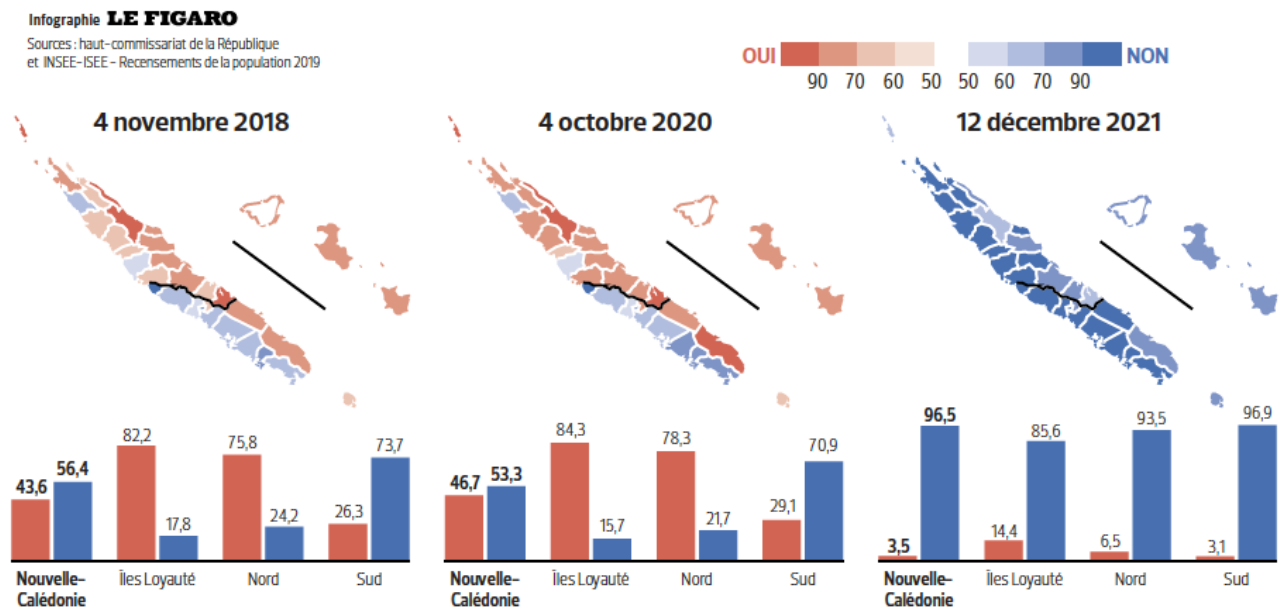 Infographie LE FIGARO
Sources : haut-commissariat de la République
et INSEE-ISEE - Recensements de la population 2019
OUI 90 70 60 50 50 60 70 90 NON
4 novembre 2018
43,6 56,4 82,2 17,8 75,8 24,2 26,3 73,7
Nouvelle-
Calédonie
Îles Loyauté
Nord
Sud
4 octobre 2020
46,7 53,3 84,3 15,7 78,3 21,7 29,1 70,9
Nouvelle-
Calédonie
Îles Loyauté
Nord
Sud
12 décembre 2021
3,5 96,5 14,4 85,6 6,5 93,5 3,1 96,9
Nouvelle-
Calédonie
Îles Loyauté
Nord
Sud